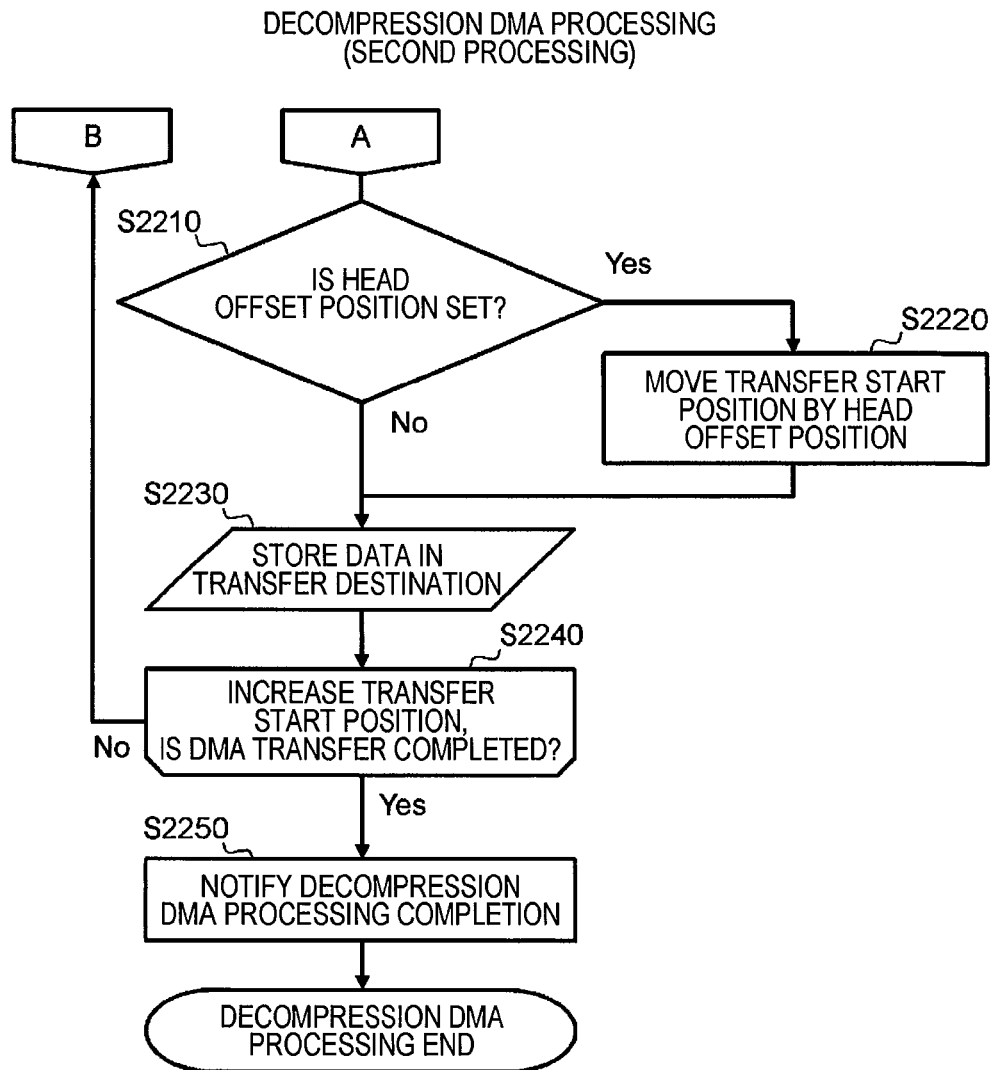 DECOMPRESSION DMA PROCESSING
(SECOND PROCESSING)
B
A
S2210
IS HEAD
OFFSET POSITION SET?
Yes
S2220
MOVE TRANSFER START
POSITION BY HEAD
OFFSET POSITION
No
S2230
STORE DATA IN
TRANSFER DESTINATION
S2240
INCREASE TRANSFER
START POSITION,
IS DMA TRANSFER COMPLETED?
No
Yes
S2250
NOTIFY DECOMPRESSION
DMA PROCESSING COMPLETION
DECOMPRESSION DMA
PROCESSING END